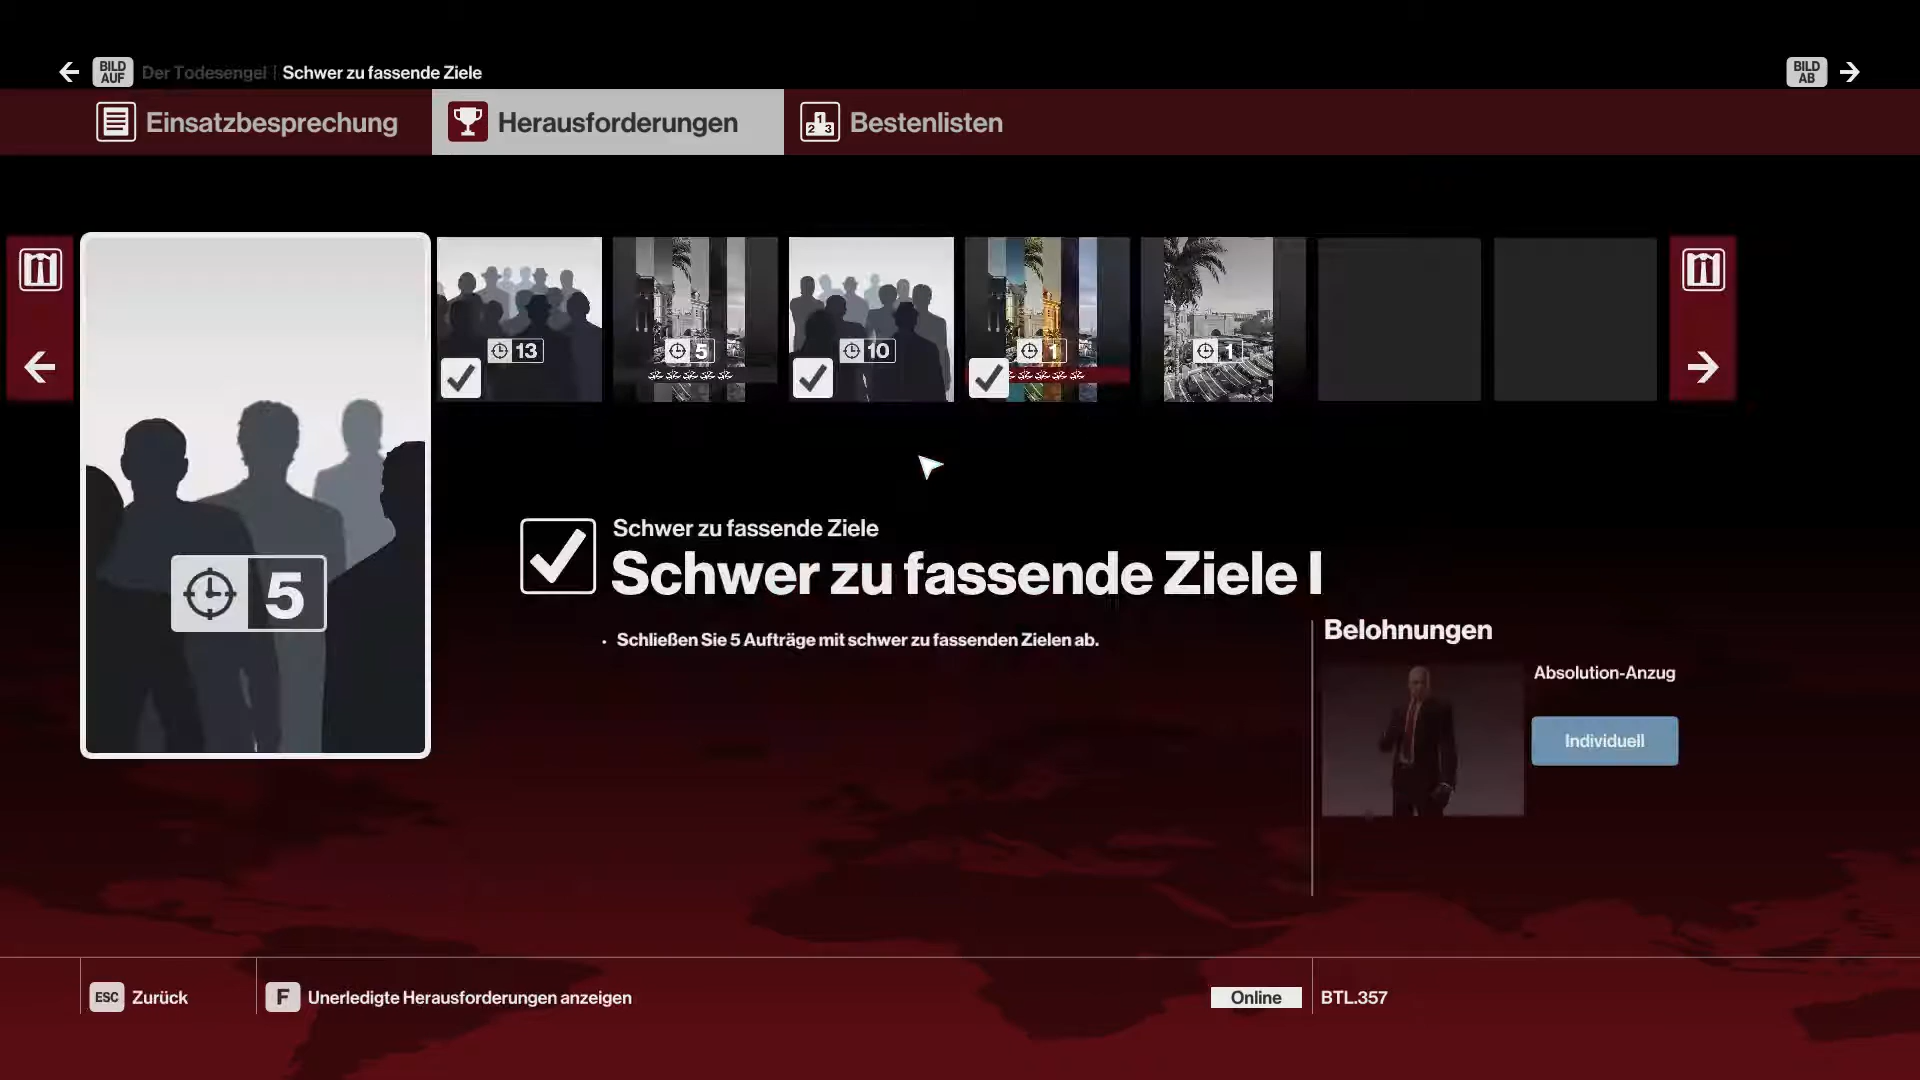 BILD AUF Der Todesengel | Schwer zu fassende Ziele BILD AB
Einsatzbesprechung Herausforderungen Bestenlisten
13 5 10 1 1
5
Schwer zu fassende Ziele
Schwer zu fassende Ziele I
• Schließen Sie 5 Aufträge mit schwer zu fassenden Zielen ab.
Belohnungen
Absolution-Anzug
Individuell
ESC Zurück F Unerledigte Herausforderungen anzeigen Online BTL.357